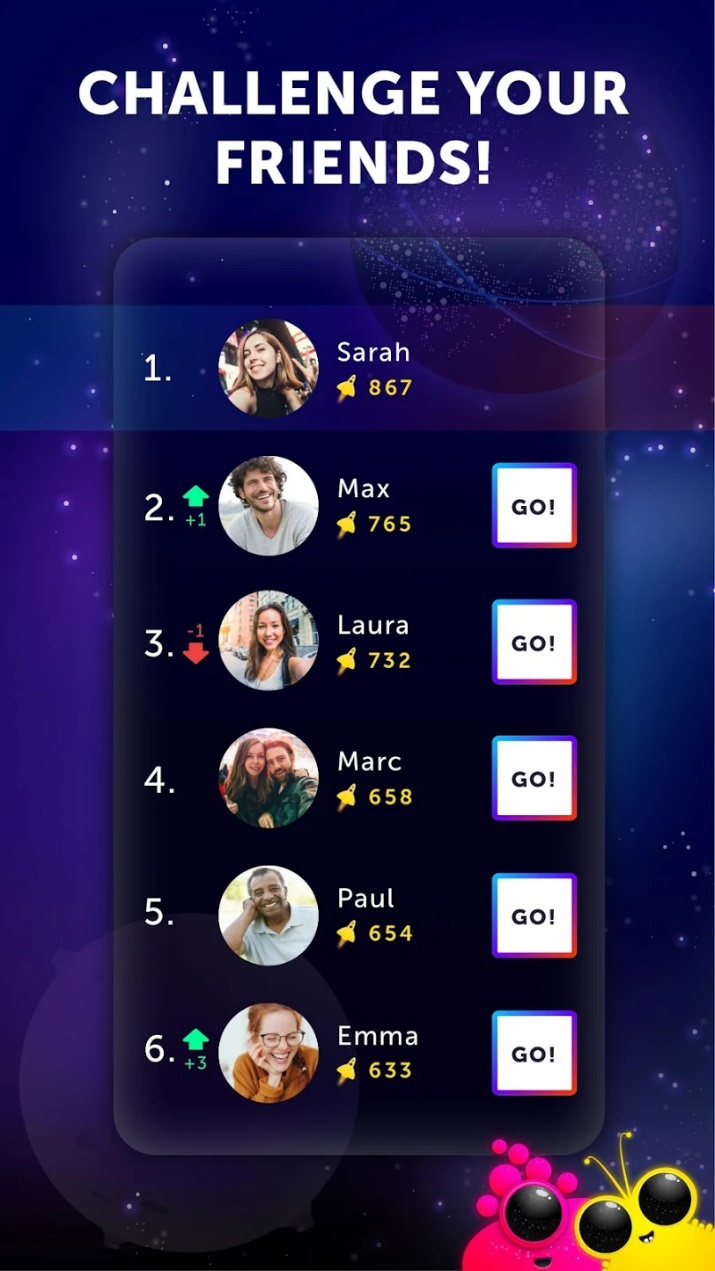 CHALLENGE YOUR
FRIENDS!
1.
Sarah
867
2.
+1
Max
765
GO!
3.
-1
Laura
732
GO!
4.
Marc
658
GO!
5.
Paul
654
GO!
6.
+3
Emma
633
GO!